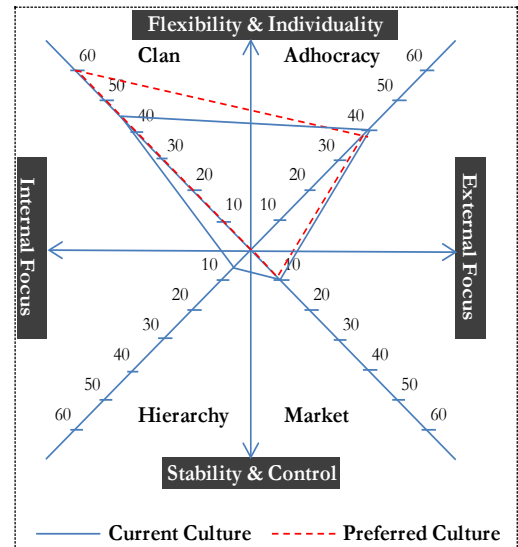 Flexibility & Individuality
Clan
Adhocracy
60
60
50
50
40
40
30
30
20
20
10
10
Internal Focus
External Focus
10
10
20
20
30
30
40
40
50
50
60
60
Hierarchy
Market
Stability & Control
Current Culture
Preferred Culture